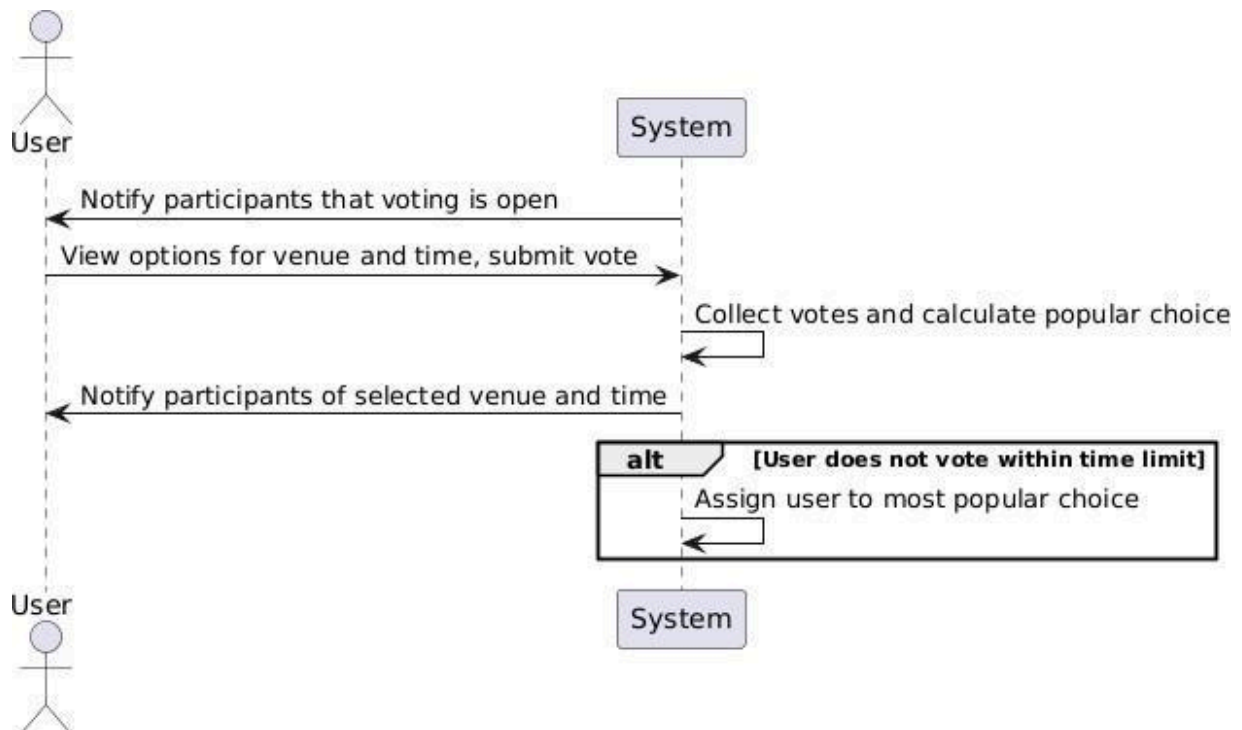 User
System
Notify participants that voting is open
View options for venue and time, submit vote
Collect votes and calculate popular choice
Notify participants of selected venue and time
alt [User does not vote within time limit]
Assign user to most popular choice
User
System